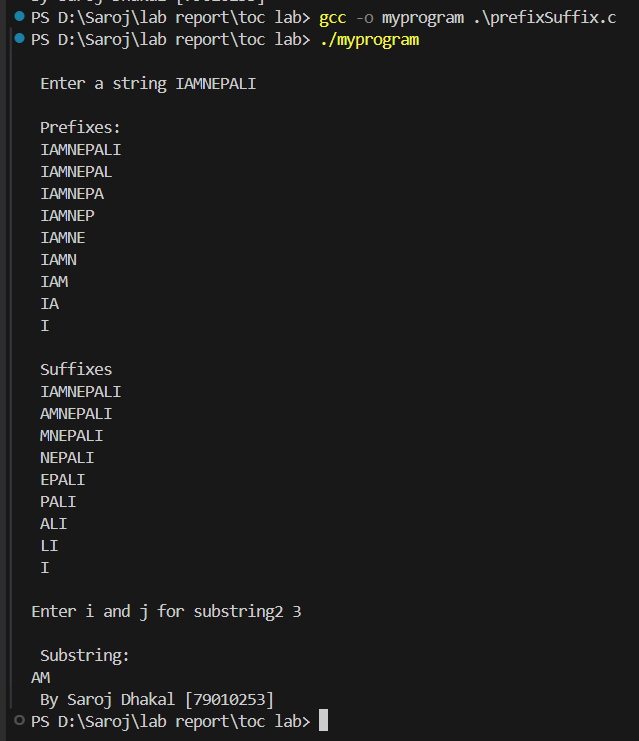 PS D:\Saroj\lab report\toc lab> gcc -o myprogram .\prefixSuffix.c
PS D:\Saroj\lab report\toc lab> ./myprogram
Enter a string IAMNEPALI
Prefixes:
IAMNEPALI
IAMNEPAL
IAMNEPA
IAMNEP
IAMNE
IAMN
IAM
IA
I
Suffixes
IAMNEPALI
AMNEPALI
MNEPALI
NEPALI
EPALI
PALI
ALI
LI
I
Enter i and j for substring2 3
Substring:
AM
By Saroj Dhakal [79010253]
PS D:\Saroj\lab report\toc lab>